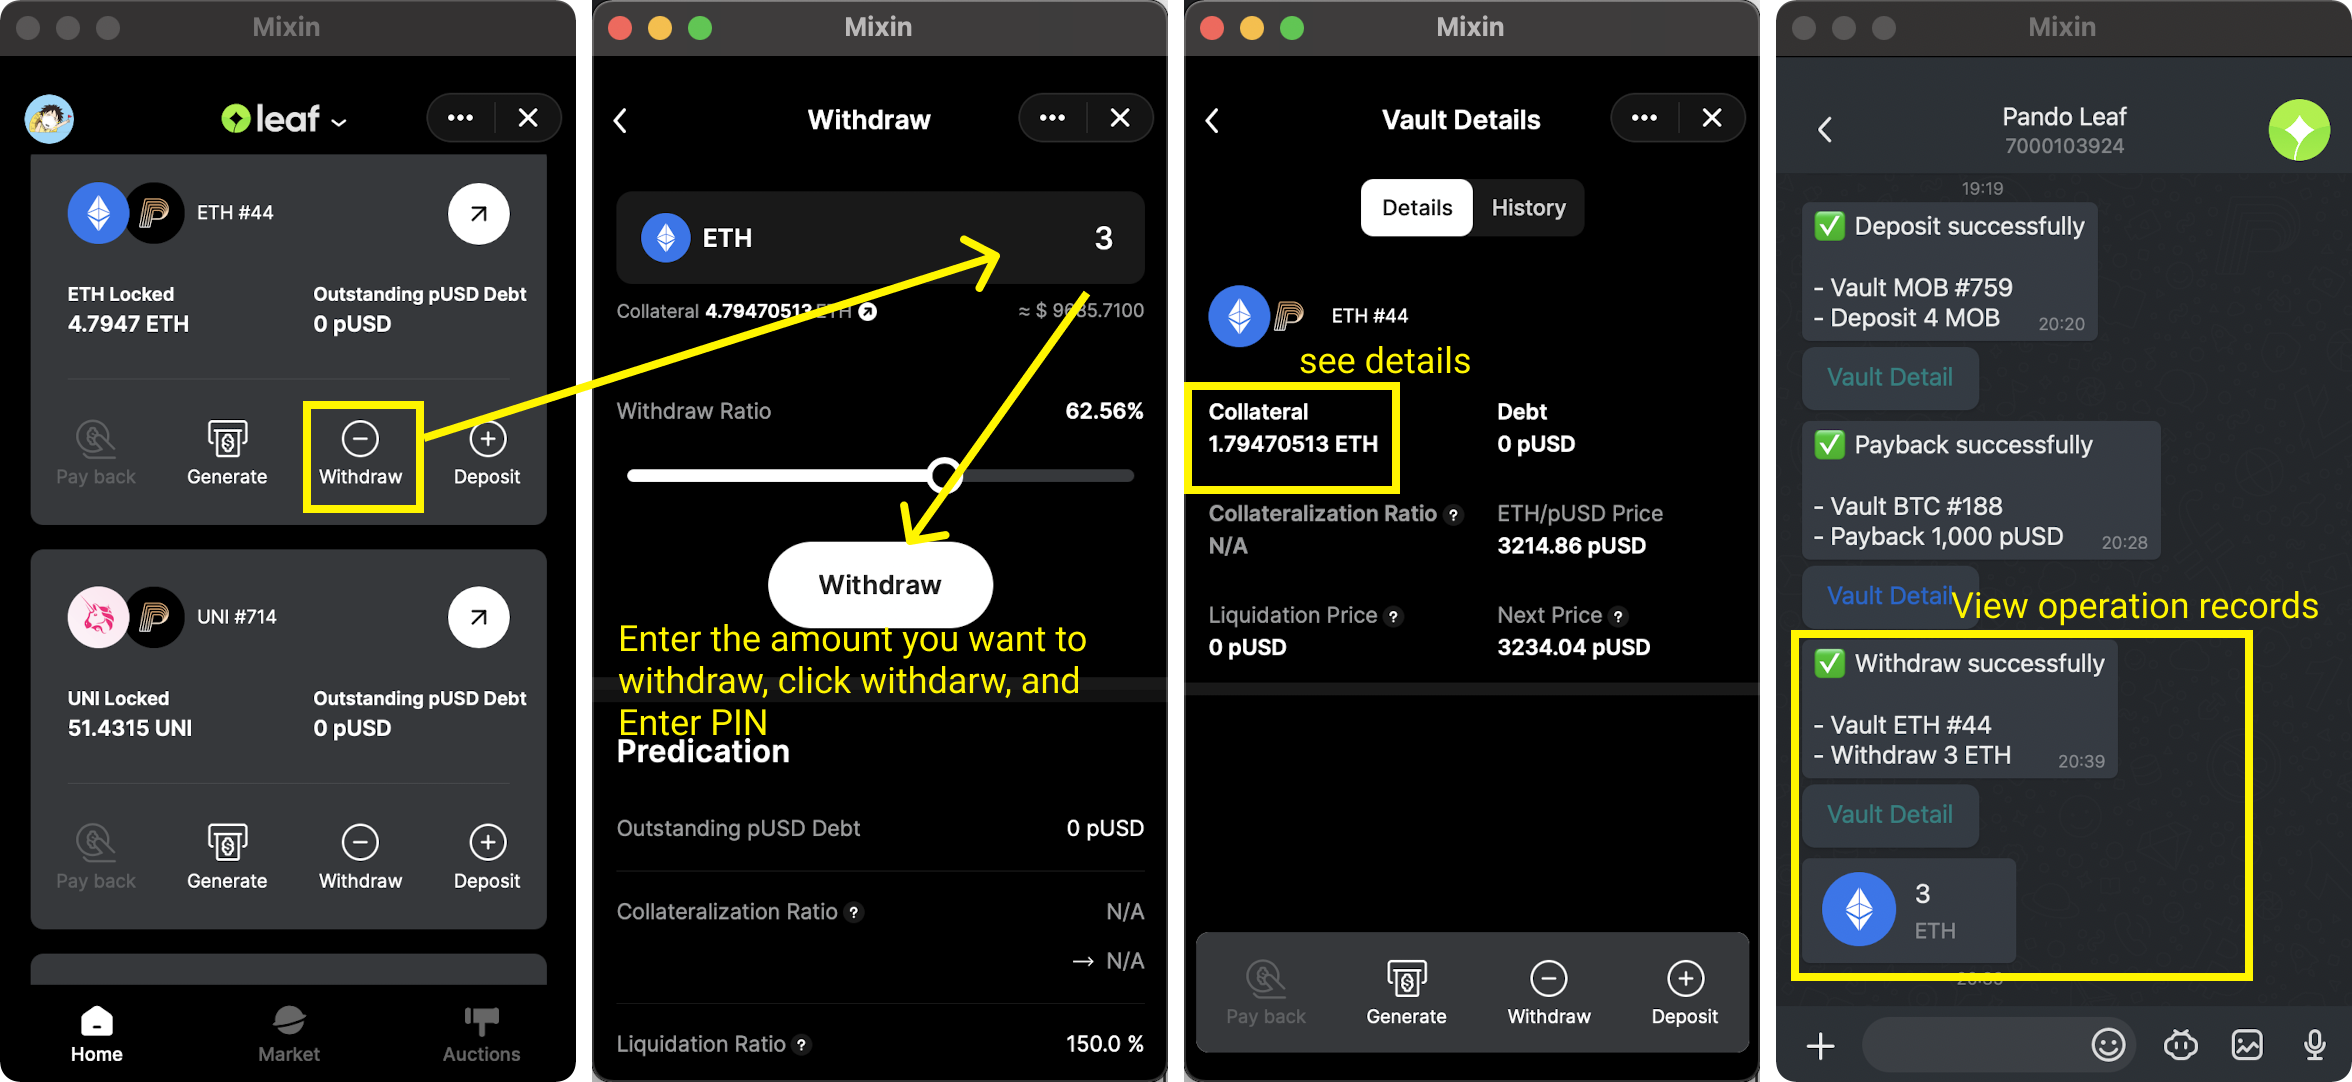 Mixin
leaf
ETH #44
ETH Locked
Outstanding pUSD Debt
4.7947 ETH
0 pUSD
Pay back
Generate
Withdraw
Deposit
UNI #714
UNI Locked
Outstanding pUSD Debt
51.4315 UNI
0 pUSD
Pay back
Generate
Withdraw
Deposit
Home
Market
Auctions
Mixin
Withdraw
ETH
3
Collateral 4.79470513 ETH
≈ $ 9635.7100
Withdraw Ratio
62.56%
Withdraw
Enter the amount you want to
withdraw, click withdarw, and
Enter PIN
Predication
Outstanding pUSD Debt
0 pUSD
Collateralization Ratio ?
N/A
→ N/A
Liquidation Ratio ?
150.0 %
Mixin
Vault Details
Details
History
ETH #44
see details
Collateral
Debt
1.79470513 ETH
0 pUSD
Collateralization Ratio ?
ETH/pUSD Price
N/A
3214.86 pUSD
Liquidation Price ?
Next Price ?
0 pUSD
3234.04 pUSD
Pay back
Generate
Withdraw
Deposit
Mixin
Pando Leaf
7000103924
19:19
✅ Deposit successfully
- Vault MOB #759
- Deposit 4 MOB
20:20
Vault Detail
✅ Payback successfully
- Vault BTC #188
- Payback 1,000 pUSD
20:28
Vault Detail
View operation records
✅ Withdraw successfully
- Vault ETH #44
- Withdraw 3 ETH
20:39
Vault Detail
3
ETH